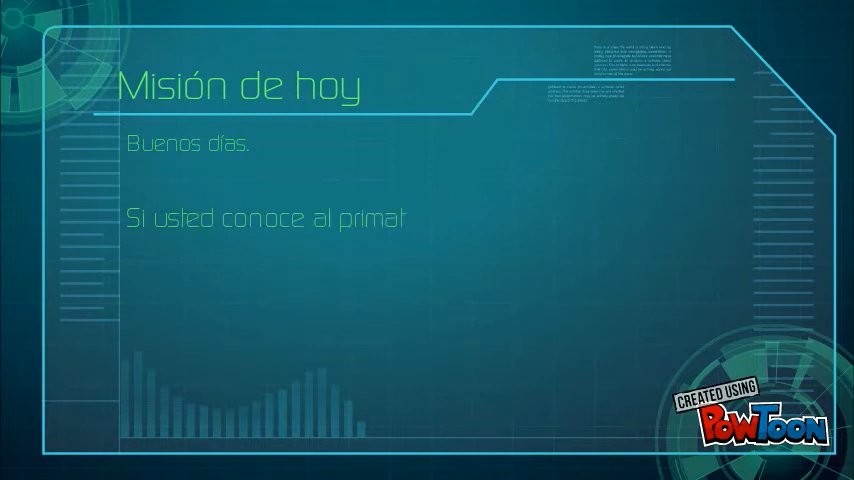 Misión de hoy
Buenos días.
Si usted conoce al primat
CREATED USING
POWTOON